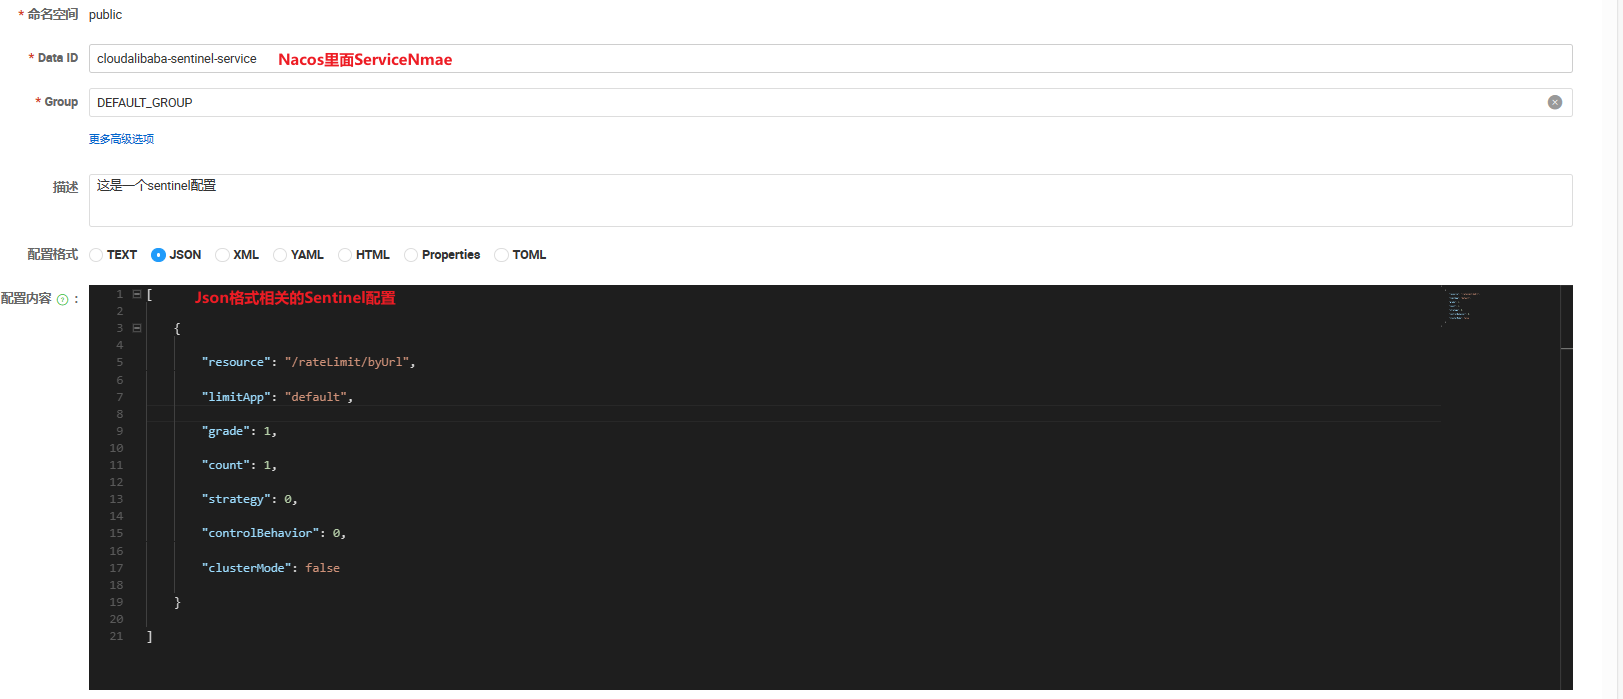 * 命名空间 public
* Data ID cloudalibaba-sentinel-service Nacos里面ServiceNmae
* Group DEFAULT_GROUP
更多高级选项
描述 这是一个sentinel配置
配置格式 TEXT JSON XML YAML HTML Properties TOML
配置内容 ? :
1 [ Json格式相关的Sentinel配置
2
3 {
4
5 "resource": "/rateLimit/byUrl",
6
7 "limitApp": "default",
8
9 "grade": 1,
10
11 "count": 1,
12
13 "strategy": 0,
14
15 "controlBehavior": 0,
16
17 "clusterMode": false
18
19 }
20
21 ]